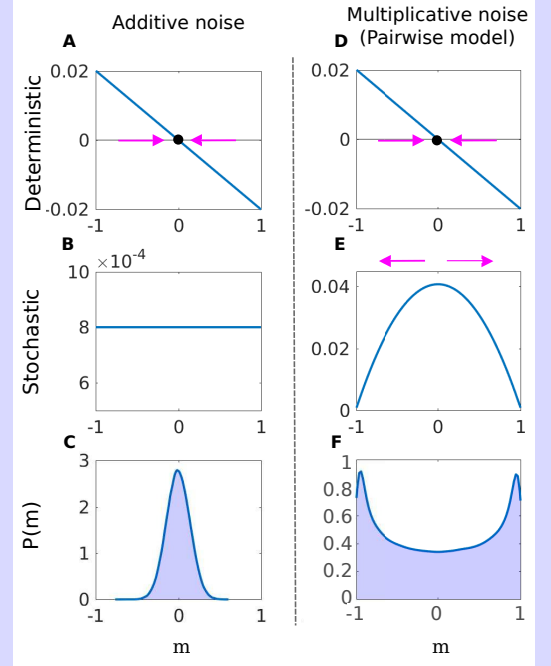 Additive noise
Multiplicative noise
(Pairwise model)
A
Deterministic
0.02
0
-0.02
-1
0
1
D
0.02
0
-0.02
-1
0
1
B
Stochastic
×10⁻⁴
10
8
6
-1
0
1
E
0.04
0.02
0
-1
0
1
C
P(m)
3
2
1
0
-1
0
1
m
F
1
0.8
0.6
0.4
0.2
0
-1
0
1
m